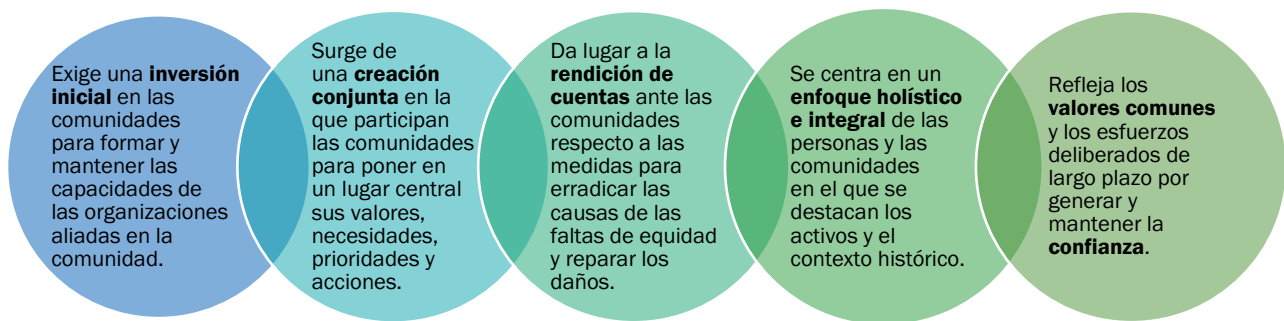 Exige una inversión
inicial en las
comunidades
para formar y
mantener las
capacidades de
las organizaciones
aliadas en la
comunidad.
Surge de
una creación
conjunta en la
que participan
las comunidades
para poner en
un lugar central
sus valores,
necesidades,
prioridades y
acciones.
Da lugar a la
rendición de
cuentas ante las
comunidades
respecto a las
medidas para
erradicar las
causas de las
faltas de equidad
y reparar los
daños.
Se centra en un
enfoque holístico
e integral de las
personas y las
comunidades
en el que se
destacan los
activos y el
contexto histórico.
Refleja los
valores comunes
y los esfuerzos
deliberados de
largo plazo por
generar y
mantener la
confianza.